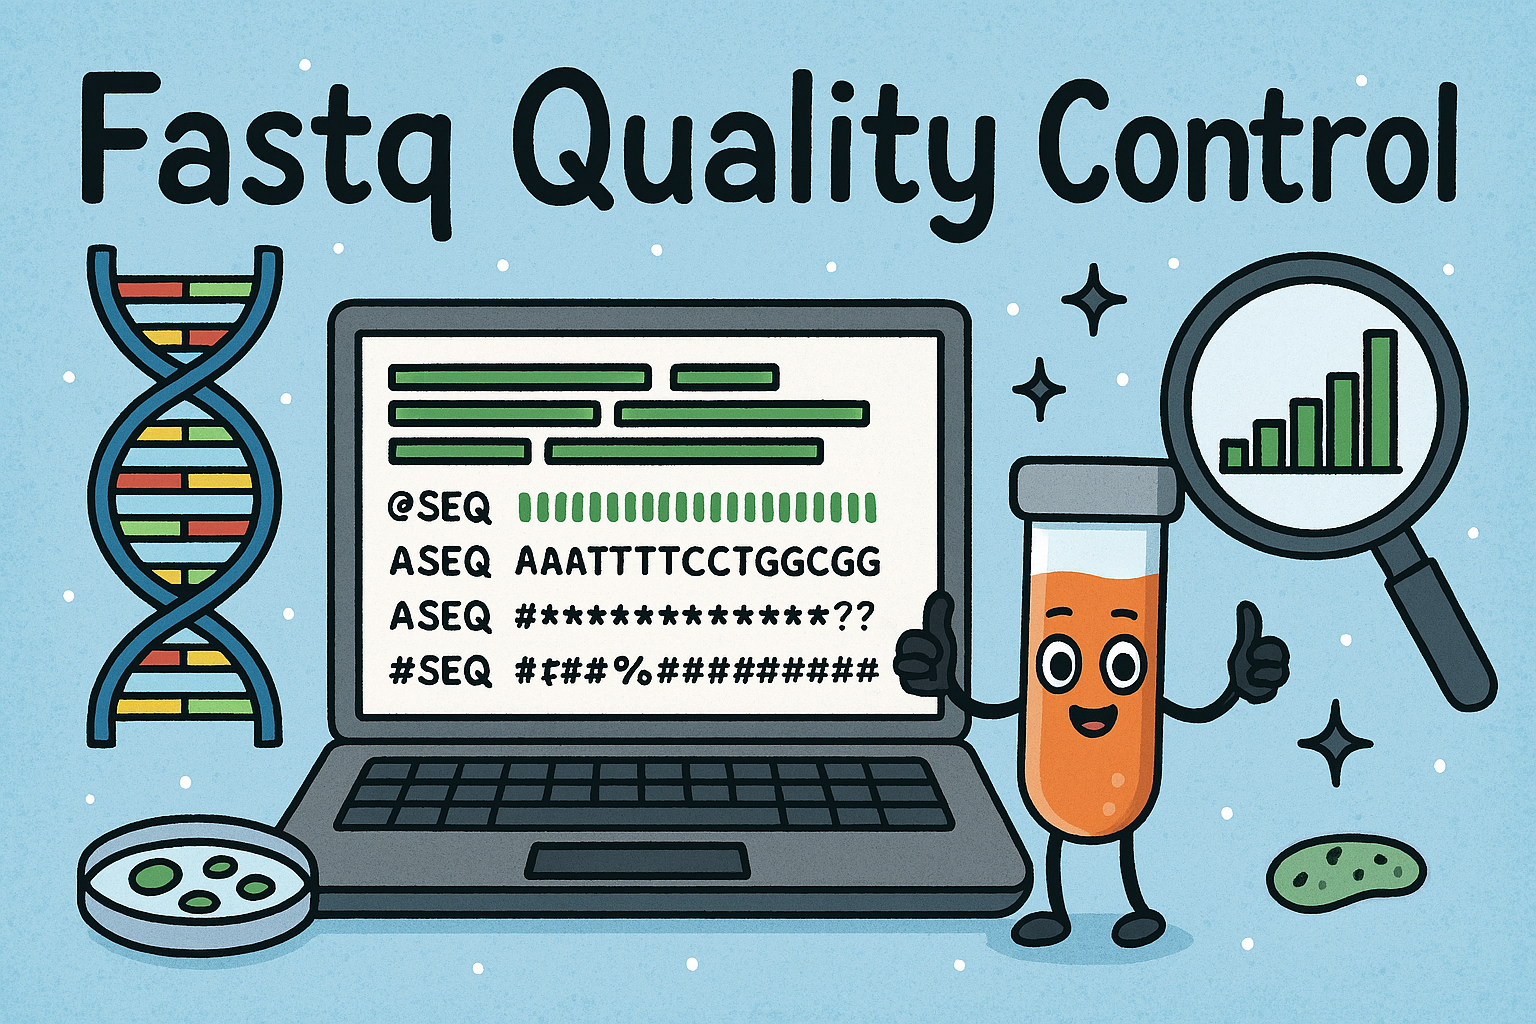 Fastq Quality Control
@SEQ
ASEQ AAATTTTCCTGGCGG
ASEQ #*************??
#SEQ #ƭ##%#########